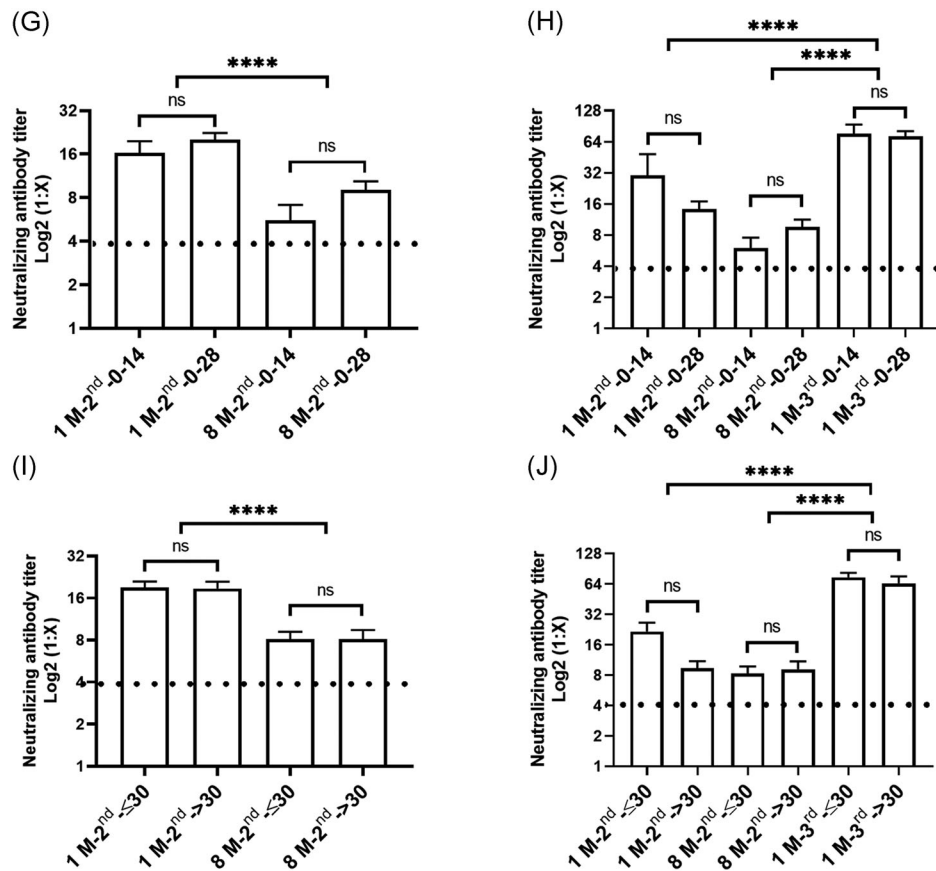 (G)
****
ns
ns
Neutralizing antibody titer
Log2 (1:X)
32
16
8
4
2
1
1 M-2nd-0-14
1 M-2nd-0-28
8 M-2nd-0-14
8 M-2nd-0-28
(H)
****
****
ns
ns
ns
Neutralizing antibody titer
Log2 (1:X)
128
64
32
16
8
4
2
1
1 M-2nd-0-14
1 M-2nd-0-28
8 M-2nd-0-14
8 M-2nd-0-28
1 M-3rd-0-14
1 M-3rd-0-28
(I)
****
ns
ns
Neutralizing antibody titer
Log2 (1:X)
32
16
8
4
2
1
1 M-2nd-≤30
1 M-2nd->30
8 M-2nd-≤30
8 M-2nd->30
(J)
****
****
ns
ns
ns
Neutralizing antibody titer
Log2 (1:X)
128
64
32
16
8
4
2
1
1 M-2nd-≤30
1 M-2nd->30
8 M-2nd-≤30
8 M-2nd->30
1 M-3rd-≤30
1 M-3rd->30